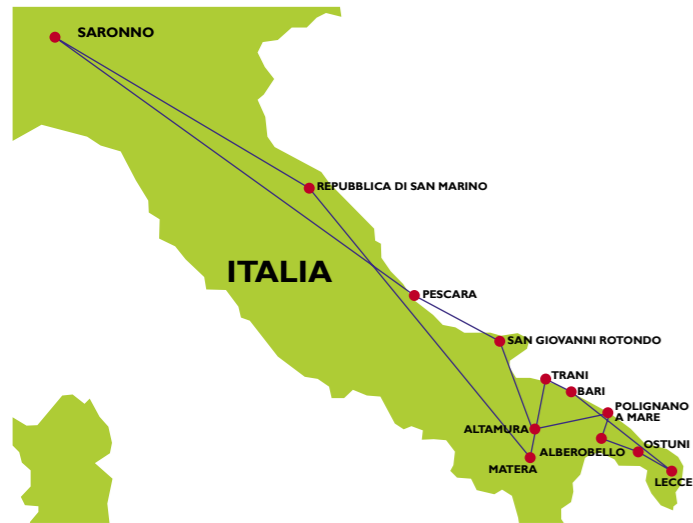 SARONNO
REPUBBLICA DI SAN MARINO
ITALIA
PESCARA
SAN GIOVANNI ROTONDO
TRANI
BARI
POLIGNANO
A MARE
ALTAMURA
ALBEROBELLO
OSTUNI
MATERA
LECCE